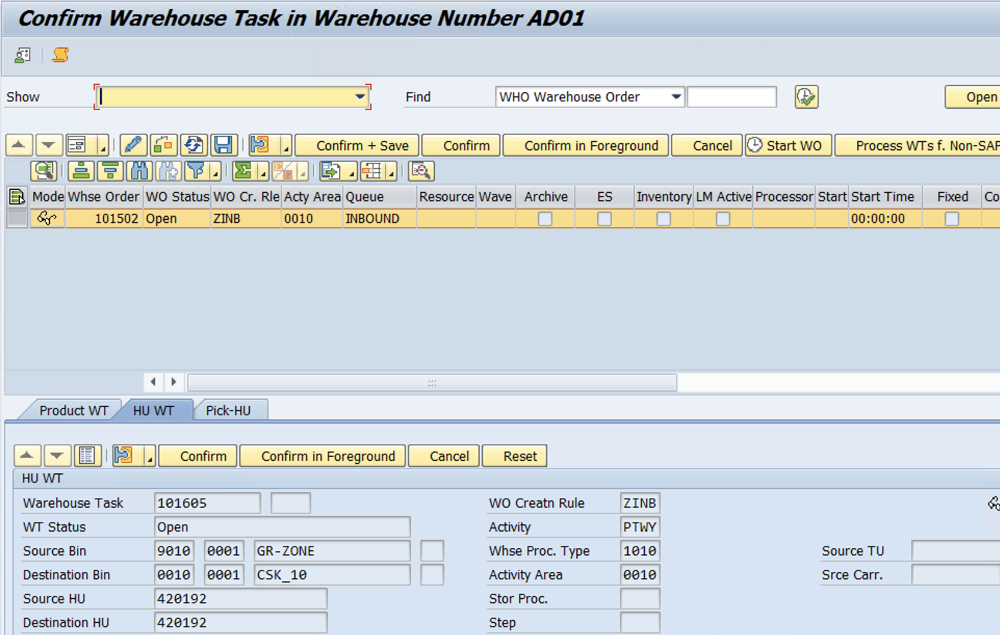 Confirm Warehouse Task in Warehouse Number AD01
Show Find WHO Warehouse Order Open
Confirm + Save Confirm Confirm in Foreground Cancel Start WO Process WTs f. Non-SAP
Mode Whse Order WO Status WO Cr. Rle Acty Area Queue Resource Wave Archive ES Inventory LM Active Processor Start Start Time Fixed Co
101502 Open ZINB 0010 INBOUND 00:00:00
Product WT HU WT Pick-HU
Confirm Confirm in Foreground Cancel Reset
HU WT
Warehouse Task 101605 WO Creatn Rule ZINB
WT Status Open Activity PTWY
Source Bin 9010 0001 GR-ZONE Whse Proc. Type 1010 Source TU
Destination Bin 0010 0001 CSK_10 Activity Area 0010 Srce Carr.
Source HU 420192 Stor Proc.
Destination HU 420192 Step